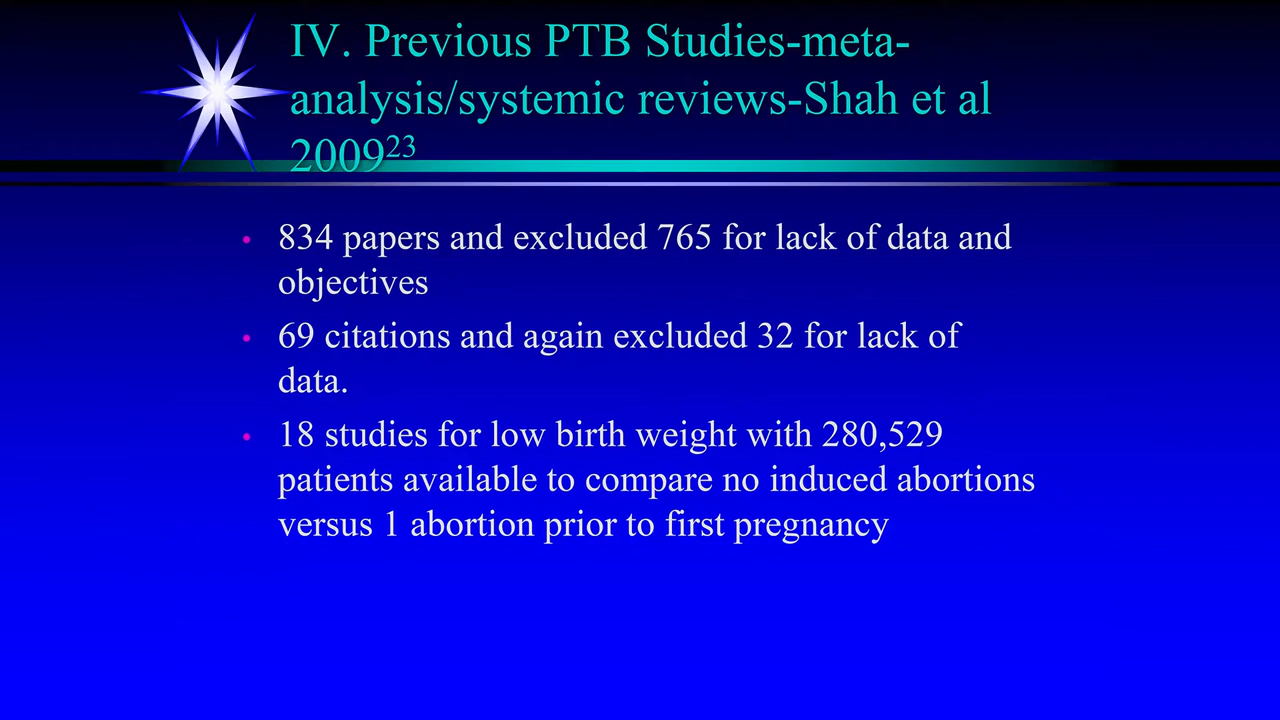 IV. Previous PTB Studies-meta-
analysis/systemic reviews-Shah et al
2009²³
• 834 papers and excluded 765 for lack of data and
objectives
• 69 citations and again excluded 32 for lack of
data.
• 18 studies for low birth weight with 280,529
patients available to compare no induced abortions
versus 1 abortion prior to first pregnancy